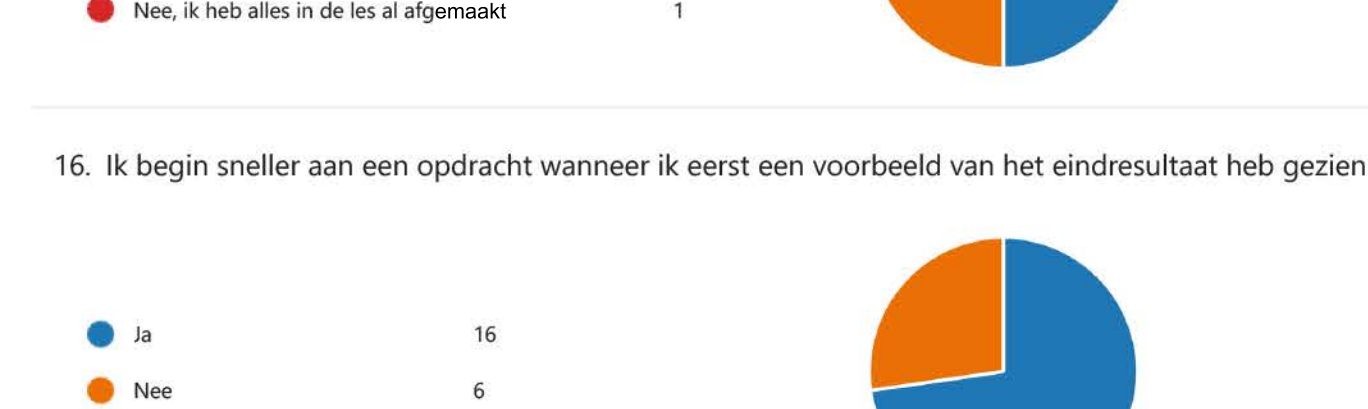 Nee, ik heb alles in de les al afgemaakt 1
16. Ik begin sneller aan een opdracht wanneer ik eerst een voorbeeld van het eindresultaat heb gezien
Ja 16
Nee 6